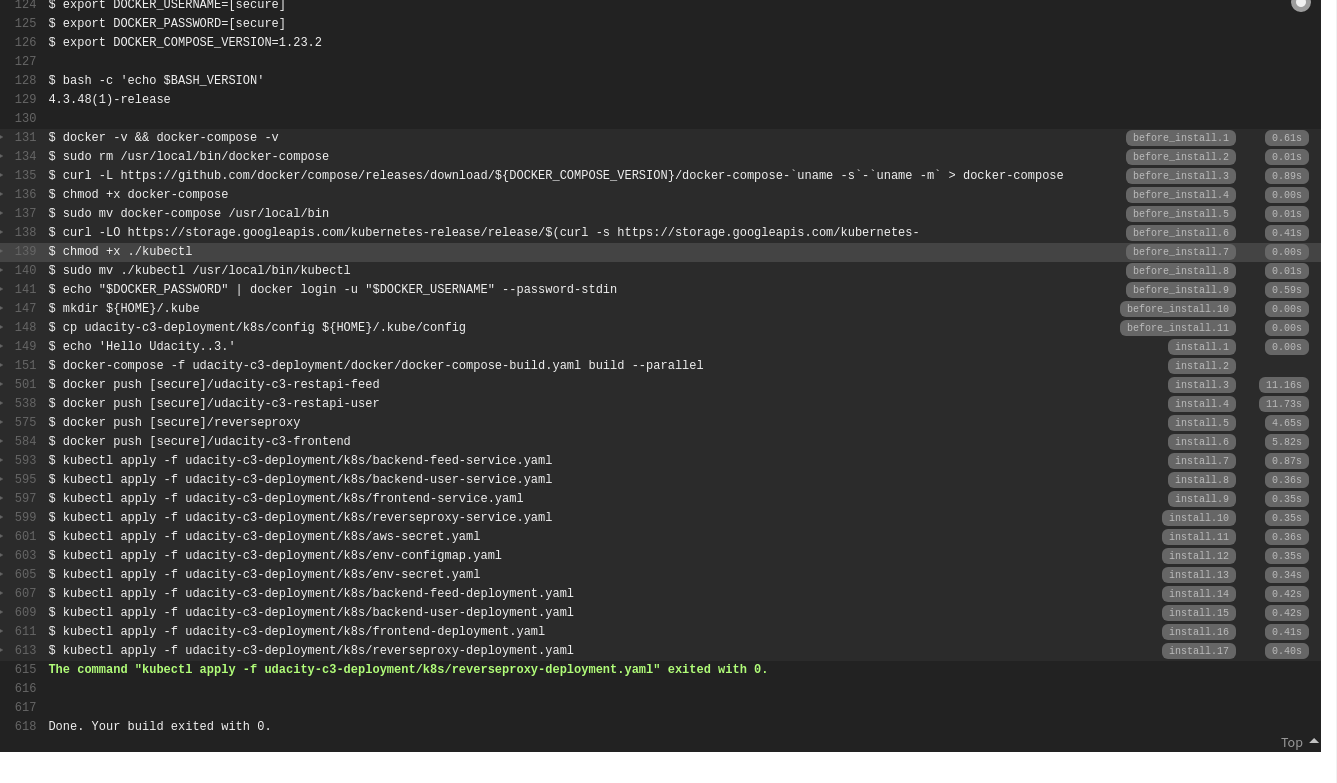 124 $ export DOCKER_USERNAME=[secure]
125 $ export DOCKER_PASSWORD=[secure]
126 $ export DOCKER_COMPOSE_VERSION=1.23.2
127
128 $ bash -c 'echo $BASH_VERSION'
129 4.3.48(1)-release
130
131 $ docker -v && docker-compose -v before_install.1 0.61s
134 $ sudo rm /usr/local/bin/docker-compose before_install.2 0.01s
135 $ curl -L https://github.com/docker/compose/releases/download/${DOCKER_COMPOSE_VERSION}/docker-compose-`uname -s`-`uname -m` > docker-compose before_install.3 0.89s
136 $ chmod +x docker-compose before_install.4 0.00s
137 $ sudo mv docker-compose /usr/local/bin before_install.5 0.01s
138 $ curl -LO https://storage.googleapis.com/kubernetes-release/release/$(curl -s https://storage.googleapis.com/kubernetes- before_install.6 0.41s
139 $ chmod +x ./kubectl before_install.7 0.00s
140 $ sudo mv ./kubectl /usr/local/bin/kubectl before_install.8 0.01s
141 $ echo "$DOCKER_PASSWORD" | docker login -u "$DOCKER_USERNAME" --password-stdin before_install.9 0.59s
147 $ mkdir ${HOME}/.kube before_install.10 0.00s
148 $ cp udacity-c3-deployment/k8s/config ${HOME}/.kube/config before_install.11 0.00s
149 $ echo 'Hello Udacity..3.' install.1 0.00s
151 $ docker-compose -f udacity-c3-deployment/docker/docker-compose-build.yaml build --parallel install.2
501 $ docker push [secure]/udacity-c3-restapi-feed install.3 11.16s
538 $ docker push [secure]/udacity-c3-restapi-user install.4 11.73s
575 $ docker push [secure]/reverseproxy install.5 4.65s
584 $ docker push [secure]/udacity-c3-frontend install.6 5.82s
593 $ kubectl apply -f udacity-c3-deployment/k8s/backend-feed-service.yaml install.7 0.87s
595 $ kubectl apply -f udacity-c3-deployment/k8s/backend-user-service.yaml install.8 0.36s
597 $ kubectl apply -f udacity-c3-deployment/k8s/frontend-service.yaml install.9 0.35s
599 $ kubectl apply -f udacity-c3-deployment/k8s/reverseproxy-service.yaml install.10 0.35s
601 $ kubectl apply -f udacity-c3-deployment/k8s/aws-secret.yaml install.11 0.36s
603 $ kubectl apply -f udacity-c3-deployment/k8s/env-configmap.yaml install.12 0.35s
605 $ kubectl apply -f udacity-c3-deployment/k8s/env-secret.yaml install.13 0.34s
607 $ kubectl apply -f udacity-c3-deployment/k8s/backend-feed-deployment.yaml install.14 0.42s
609 $ kubectl apply -f udacity-c3-deployment/k8s/backend-user-deployment.yaml install.15 0.42s
611 $ kubectl apply -f udacity-c3-deployment/k8s/frontend-deployment.yaml install.16 0.41s
613 $ kubectl apply -f udacity-c3-deployment/k8s/reverseproxy-deployment.yaml install.17 0.40s
615 The command "kubectl apply -f udacity-c3-deployment/k8s/reverseproxy-deployment.yaml" exited with 0.
616
617
618 Done. Your build exited with 0.
Top